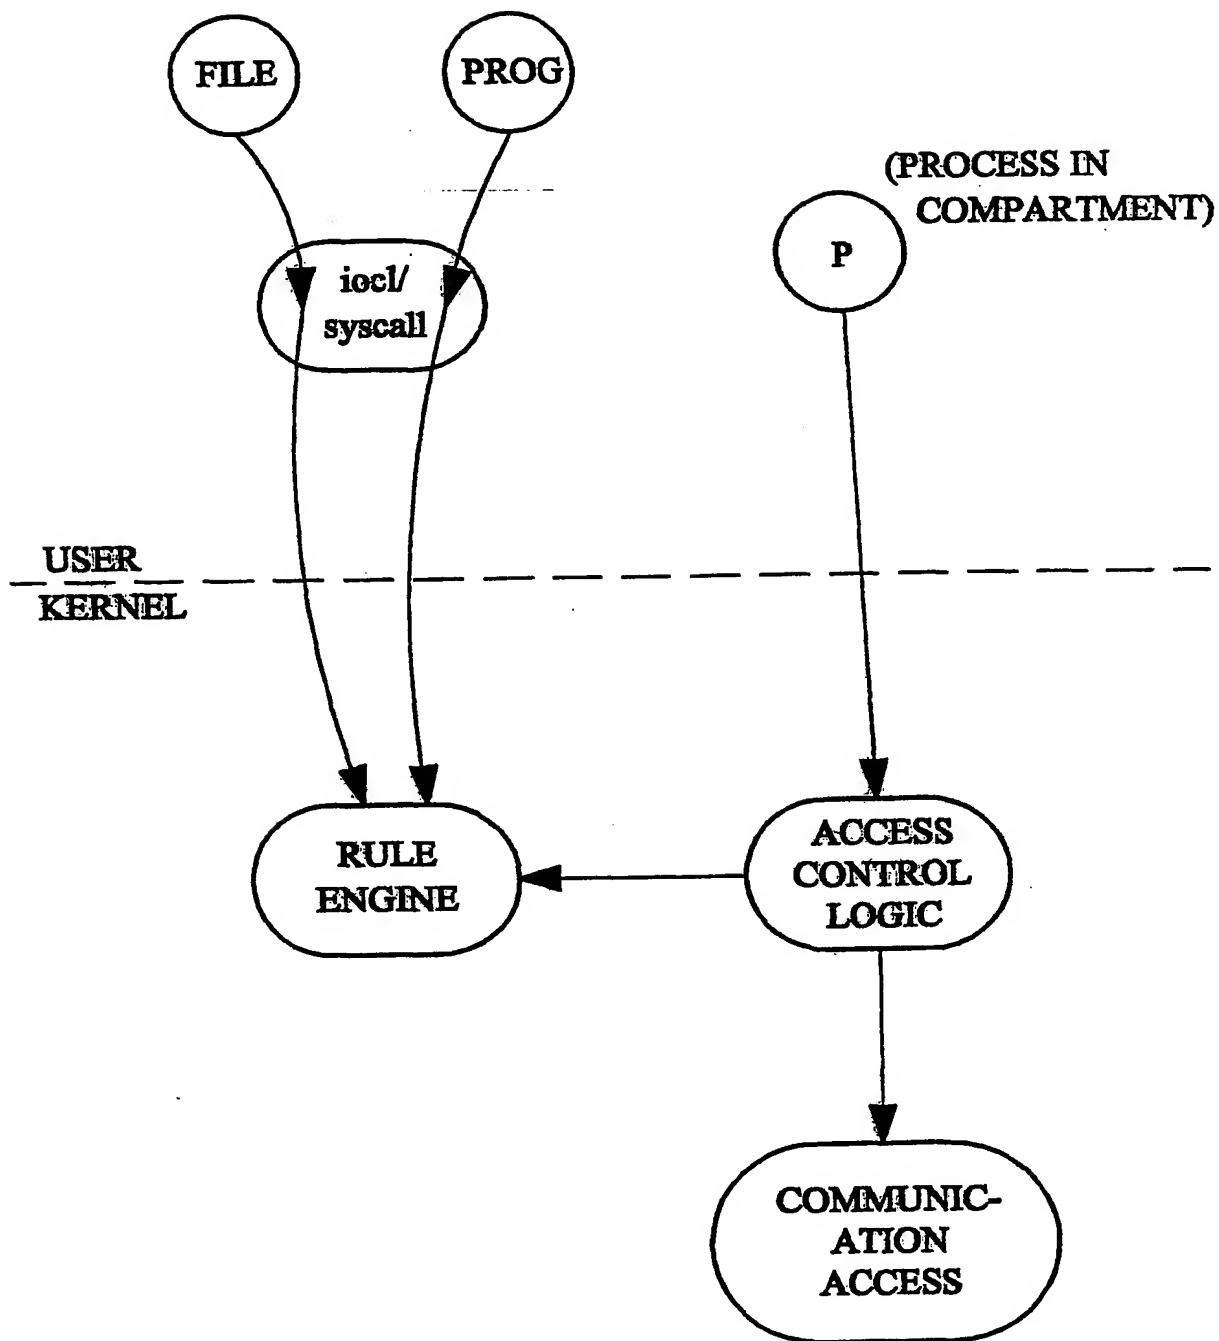 FILE
PROG
(PROCESS IN
COMPARTMENT)
P
iocl/
syscall
USER
KERNEL
RULE
ENGINE
ACCESS
CONTROL
LOGIC
COMMUNIC-
ATION
ACCESS